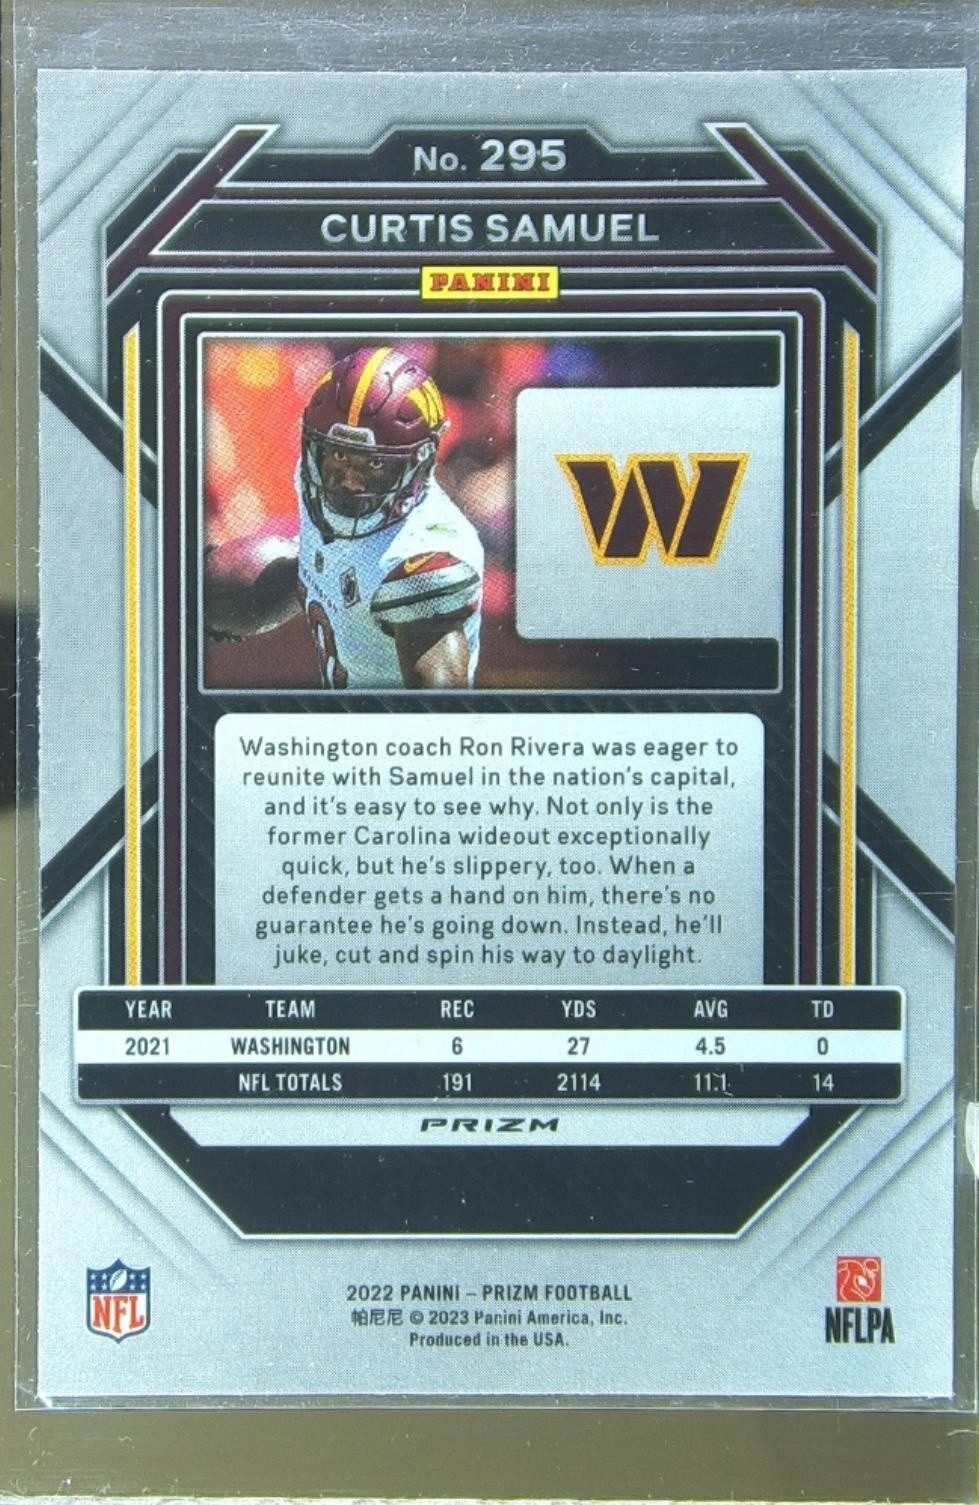 No. 295
CURTIS SAMUEL
PANINI
W
Washington coach Ron Rivera was eager to
reunite with Samuel in the nation's capital,
and it's easy to see why. Not only is the
former Carolina wideout exceptionally
quick, but he's slippery, too. When a
defender gets a hand on him, there's no
guarantee he's going down. Instead, he'll
juke, cut and spin his way to daylight.
YEAR TEAM REC YDS AVG TD
2021 WASHINGTON 6 27 4.5 0
NFL TOTALS 191 2114 11.1 14
PRIZM
NFL
2022 PANINI – PRIZM FOOTBALL
帕尼尼 © 2023 Panini America, Inc.
Produced in the USA.
NFLPA